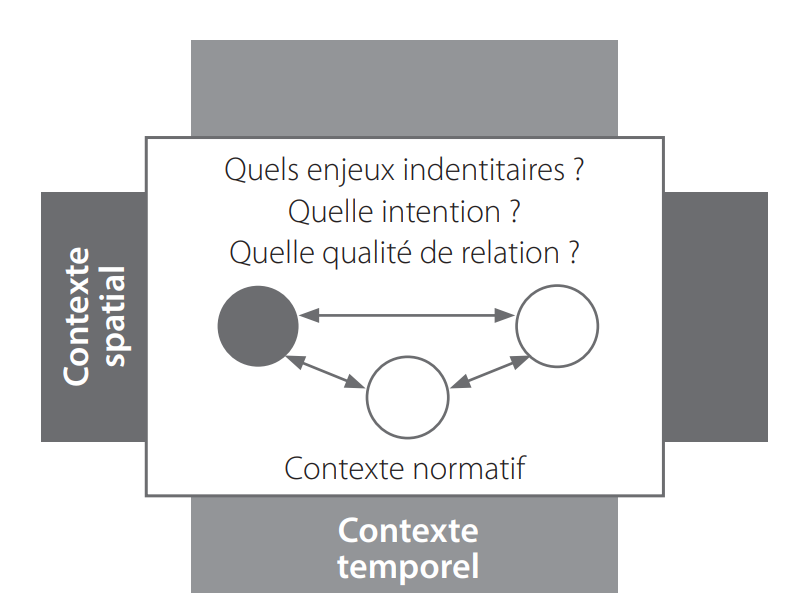 Quels enjeux indentitaires ?
Quelle intention ?
Quelle qualité de relation ?
Contexte
spatial
Contexte normatif
Contexte
temporel